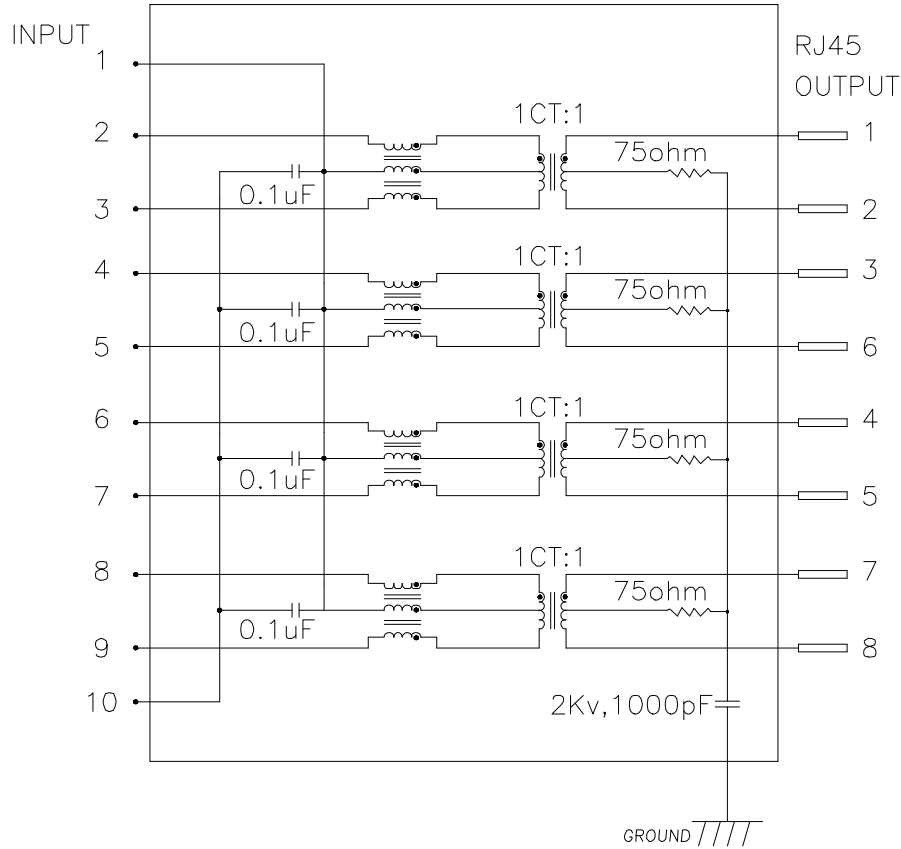 INPUT
RJ45
OUTPUT
1
2
1CT:1
75ohm
1
0.1uF
3
2
4
1CT:1
75ohm
3
0.1uF
5
6
6
1CT:1
75ohm
4
0.1uF
7
5
8
1CT:1
75ohm
7
0.1uF
9
8
10
2Kv,1000pF
GROUND